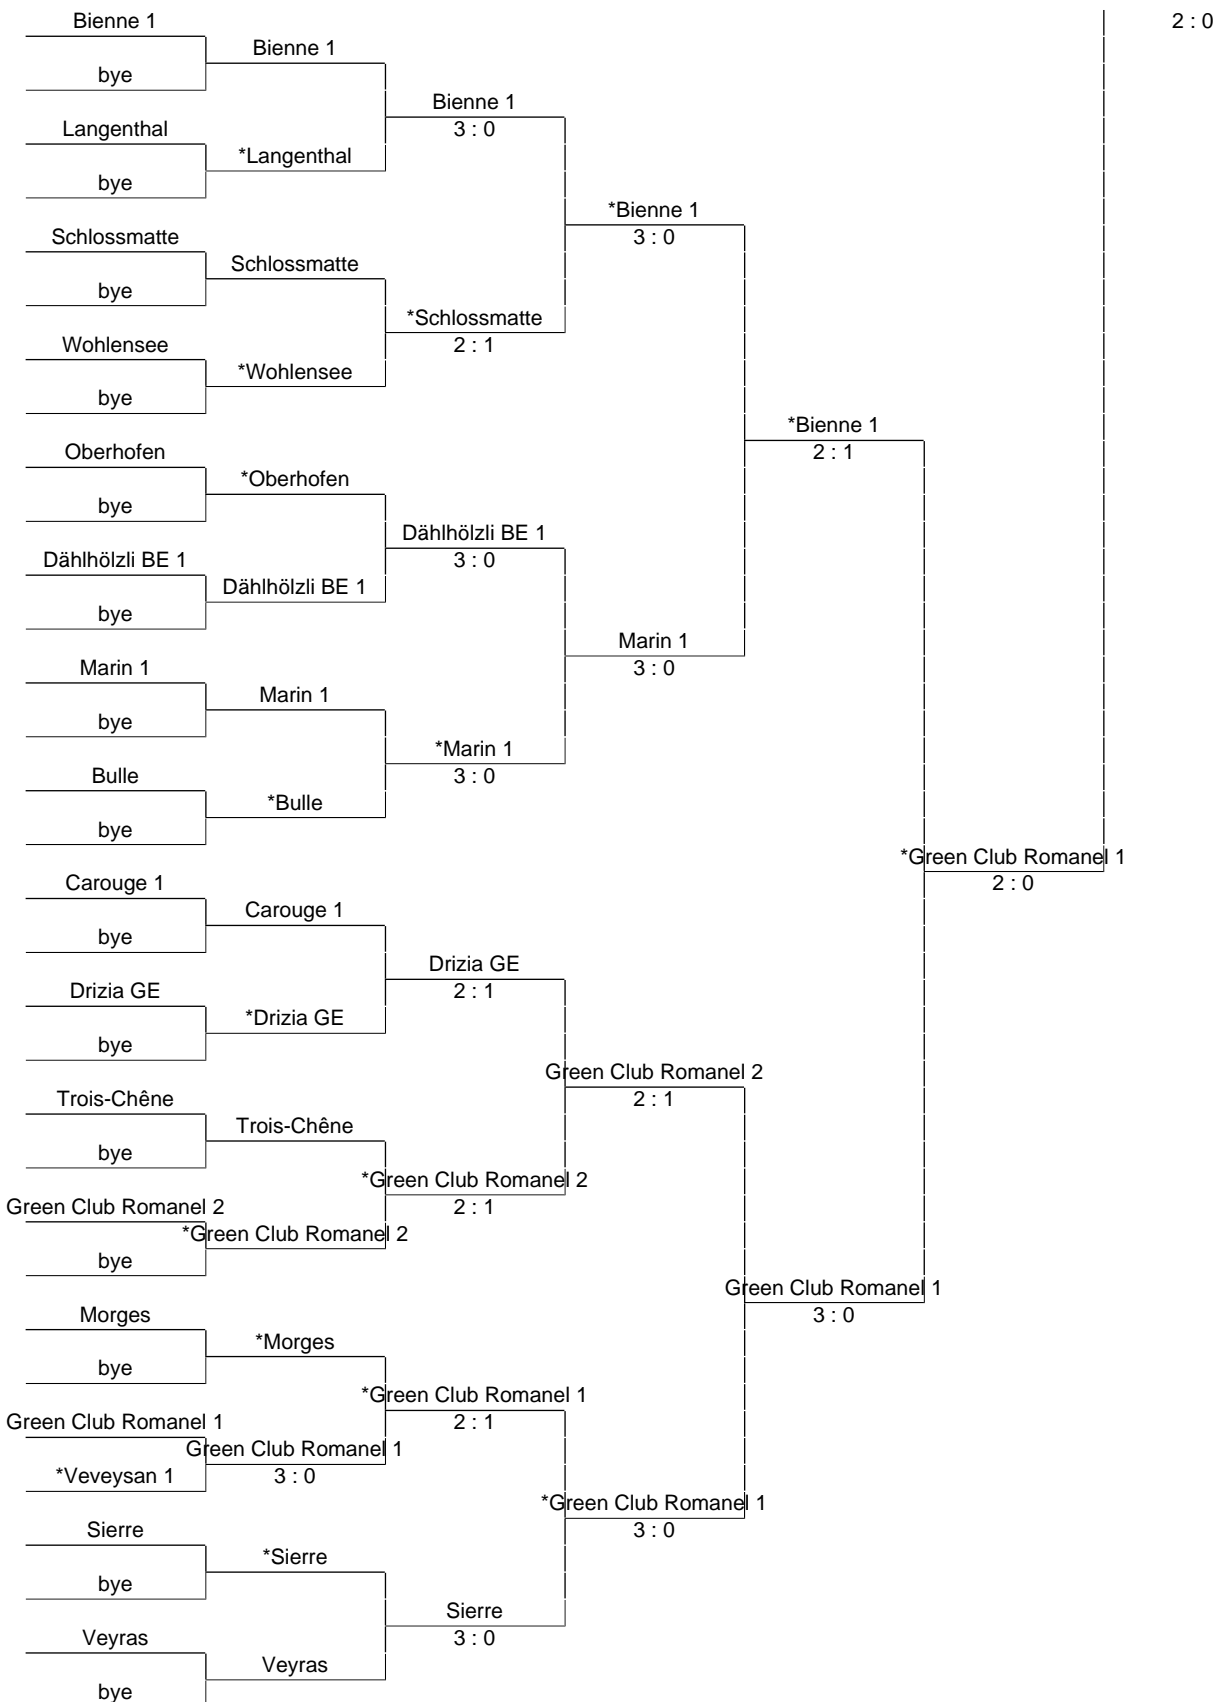 Bienne 1
2 : 0
Bienne 1
bye
Bienne 1
3 : 0
Langenthal
*Langenthal
bye
*Bienne 1
3 : 0
Schlossmatte
Schlossmatte
bye
*Schlossmatte
2 : 1
Wohlensee
*Wohlensee
bye
*Bienne 1
2 : 1
Oberhofen
*Oberhofen
bye
Dählhölzli BE 1
3 : 0
Dählhölzli BE 1
Dählhölzli BE 1
bye
Marin 1
3 : 0
Marin 1
Marin 1
bye
*Marin 1
3 : 0
Bulle
*Bulle
bye
*Green Club Romanel 1
2 : 0
Carouge 1
Carouge 1
bye
Drizia GE
2 : 1
Drizia GE
*Drizia GE
bye
Green Club Romanel 2
2 : 1
Trois-Chêne
Trois-Chêne
bye
*Green Club Romanel 2
2 : 1
Green Club Romanel 2
*Green Club Romanel 2
bye
Green Club Romanel 1
3 : 0
Morges
*Morges
bye
*Green Club Romanel 1
2 : 1
Green Club Romanel 1
Green Club Romanel 1
*Veveysan 1
3 : 0
*Green Club Romanel 1
3 : 0
Sierre
*Sierre
bye
Sierre
3 : 0
Veyras
Veyras
bye